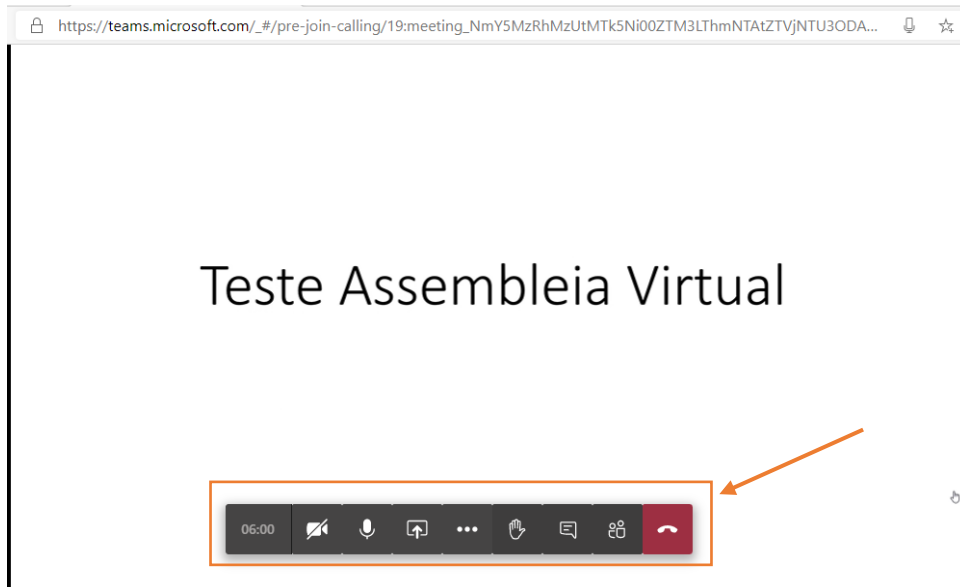 https://teams.microsoft.com/_#/pre-join-calling/19:meeting_NmY5MzRhMzUtMTk5Ni00ZTM3LThmNTAtZTVjNTU3ODA...
Teste Assembleia Virtual
06:00